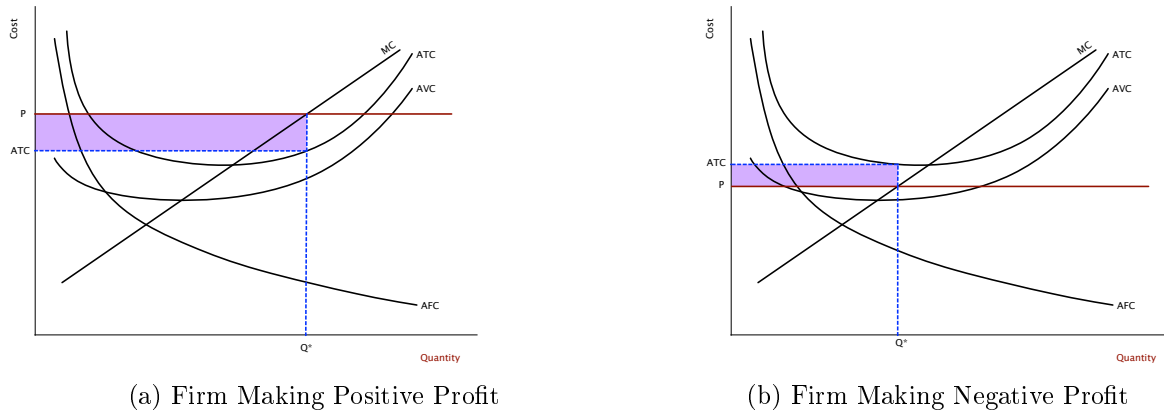 Cost
MC
ATC
AVC
P
ATC
AFC
Q*
Quantity
(a) Firm Making Positive Profit
Cost
MC
ATC
AVC
ATC
P
AFC
Q*
Quantity
(b) Firm Making Negative Profit